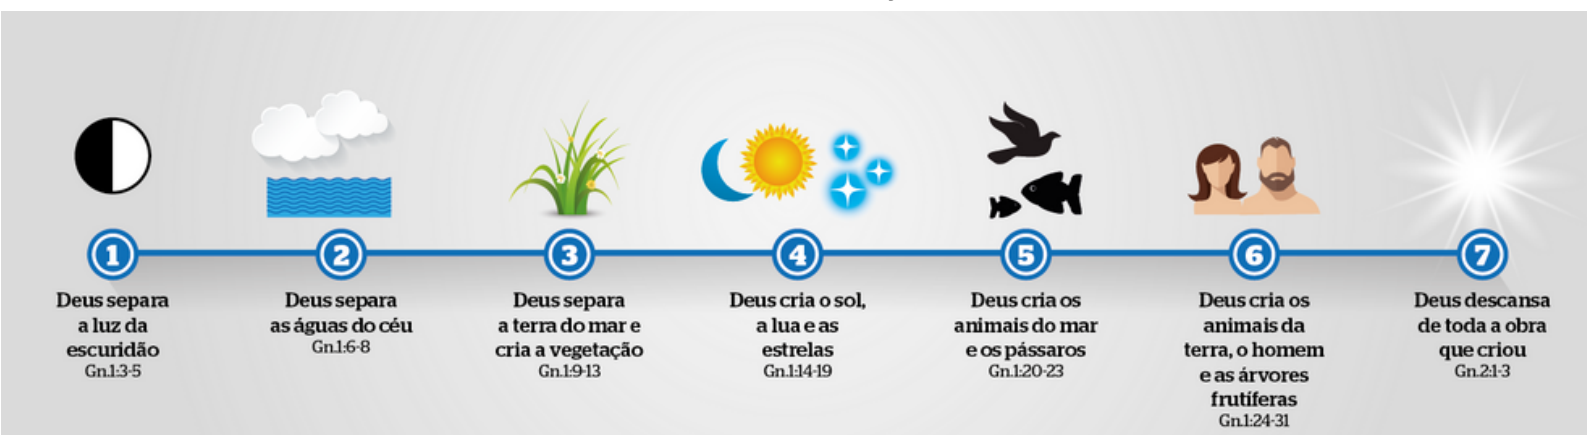 1
Deus separa
a luz da
escuridão
Gn.1:3-5
2
Deus separa
as águas do céu
Gn.1:6-8
3
Deus separa
a terra do mar e
cria a vegetação
Gn.1:9-13
4
Deus cria o sol,
a lua e as
estrelas
Gn.1:14-19
5
Deus cria os
animais do mar
e os pássaros
Gn.1:20-23
6
Deus cria os
animais da
terra, o homem
e as árvores
frutíferas
Gn.1:24-31
7
Deus descansa
de toda a obra
que criou
Gn.2:1-3